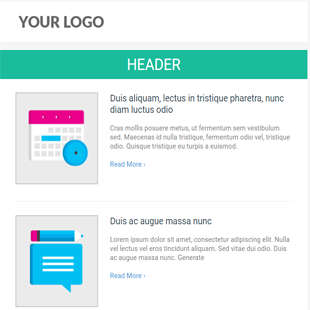 YOUR LOGO
HEADER
Duis aliquam, lectus in tristique pharetra, nunc
diam luctus odio
Cras mollis posuere metus, ut fermentum sem vestibulum
sed. Maecenas id nulla tristique, fermentum odio vel, tristique
odio. Quisque tristique eu turpis a euismod.
Read More ›
Duis ac augue massa nunc
Lorem ipsum dolor sit amet, consectetur adipiscing elit. Nulla
vel lectus vel eros tincidunt aliquam. Sed vitae dui odio. Duis
ac augue massa nunc. Generate
Read More ›